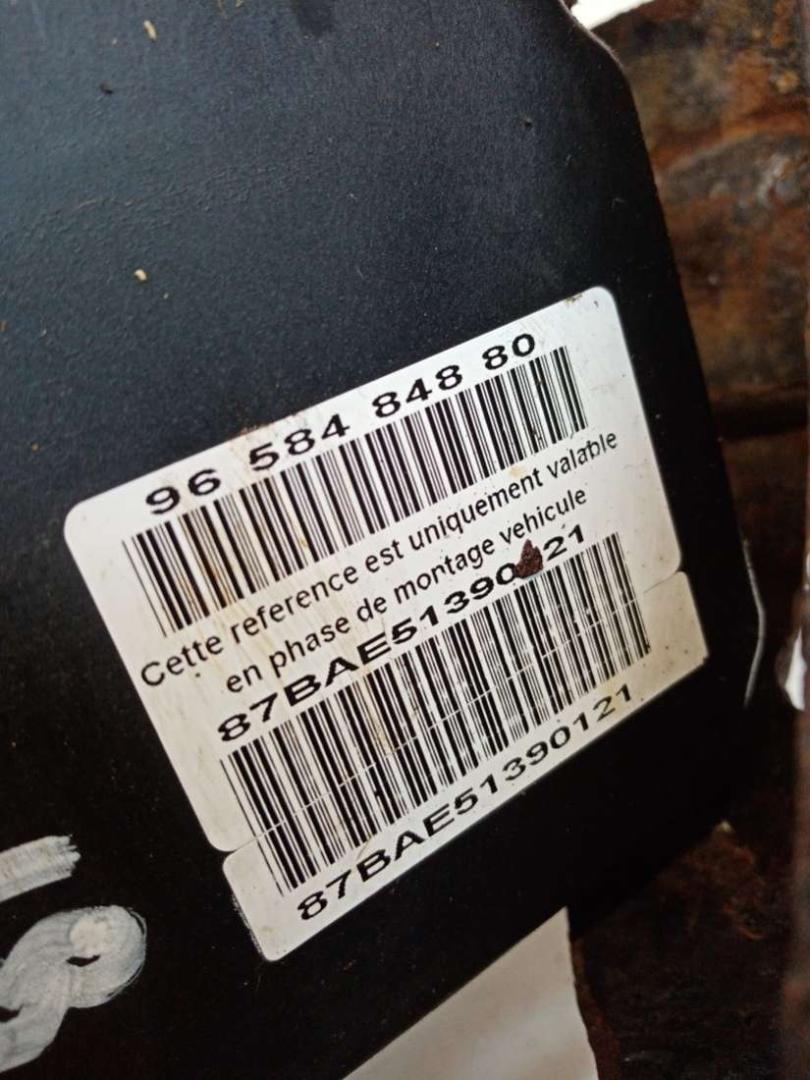 96 584 848 80
Cette reference est uniquement valable
en phase de montage vehicule
87BAE51390121
87BAE51390121